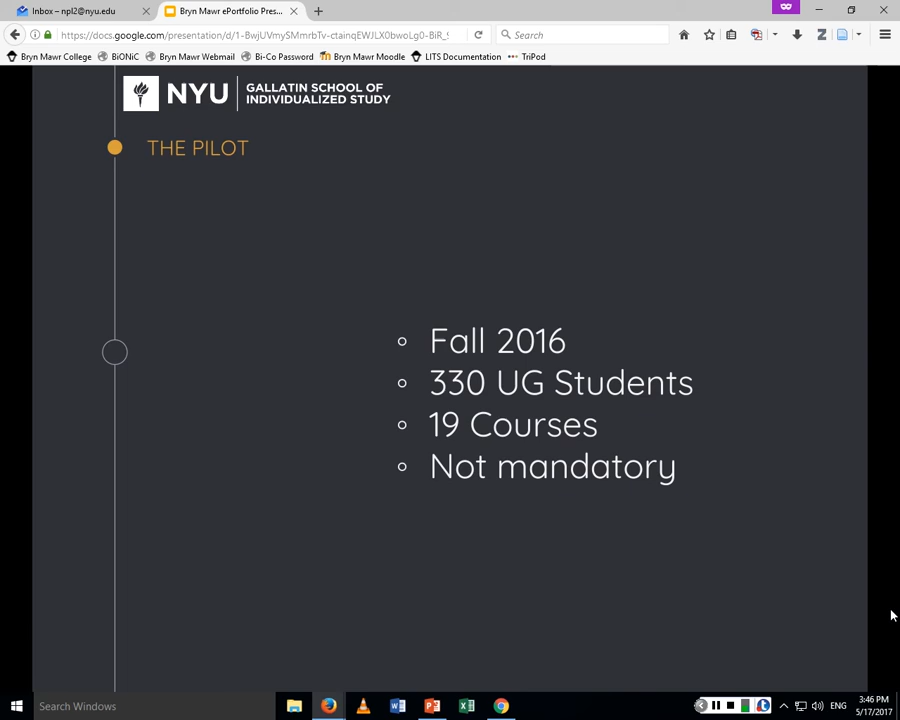 Inbox – npl2@nyu.edu
Bryn Mawr ePortfolio Pres...
https://docs.google.com/presentation/d/1-BwjUVmySMmrbTv-ctainqEWJLX0bwoLg0-BiR_S
Search
Bryn Mawr College
BiONiC
Bryn Mawr Webmail
Bi-Co Password
Bryn Mawr Moodle
LITS Documentation
TriPod
NYU
GALLATIN SCHOOL OF
INDIVIDUALIZED STUDY
THE PILOT
Fall 2016
330 UG Students
19 Courses
Not mandatory
Search Windows
ENG
3:46 PM
5/17/2017